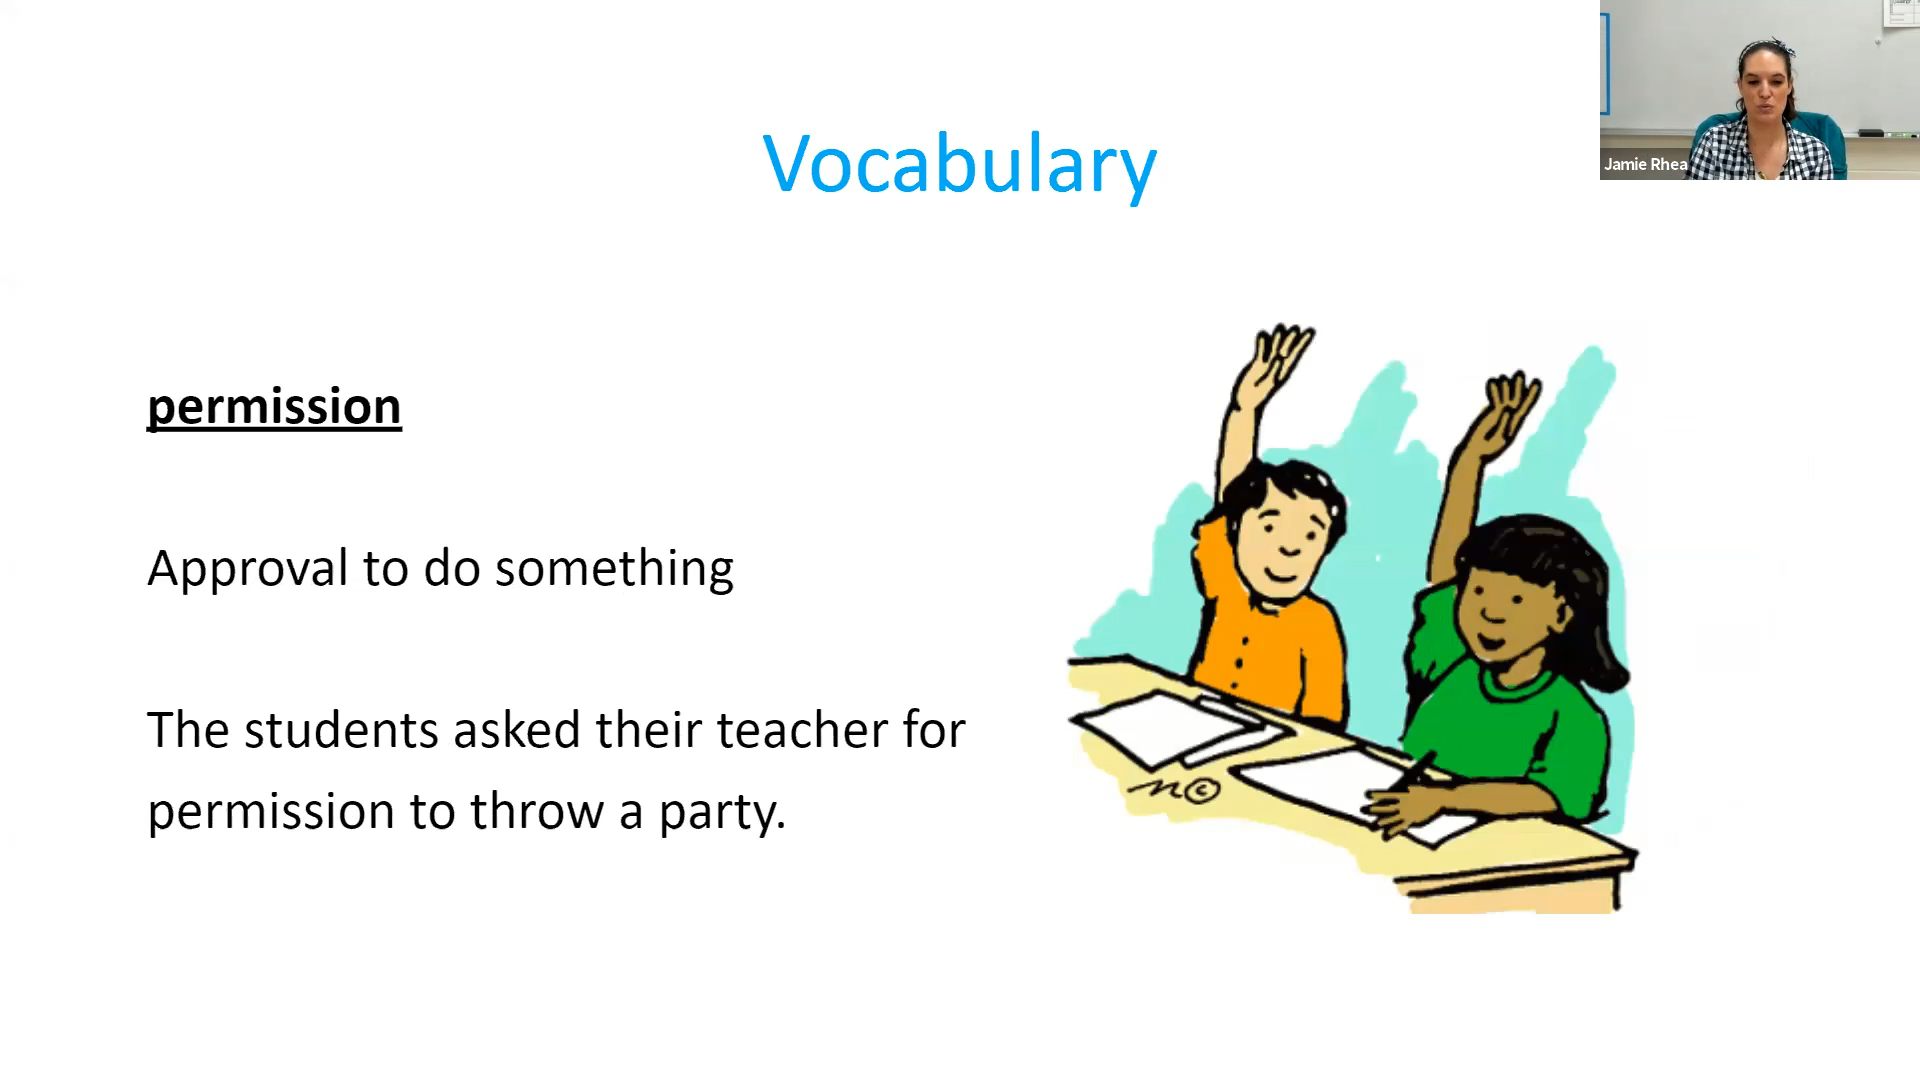 Vocabulary
Jamie Rhea
permission
Approval to do something
The students asked their teacher for
permission to throw a party.